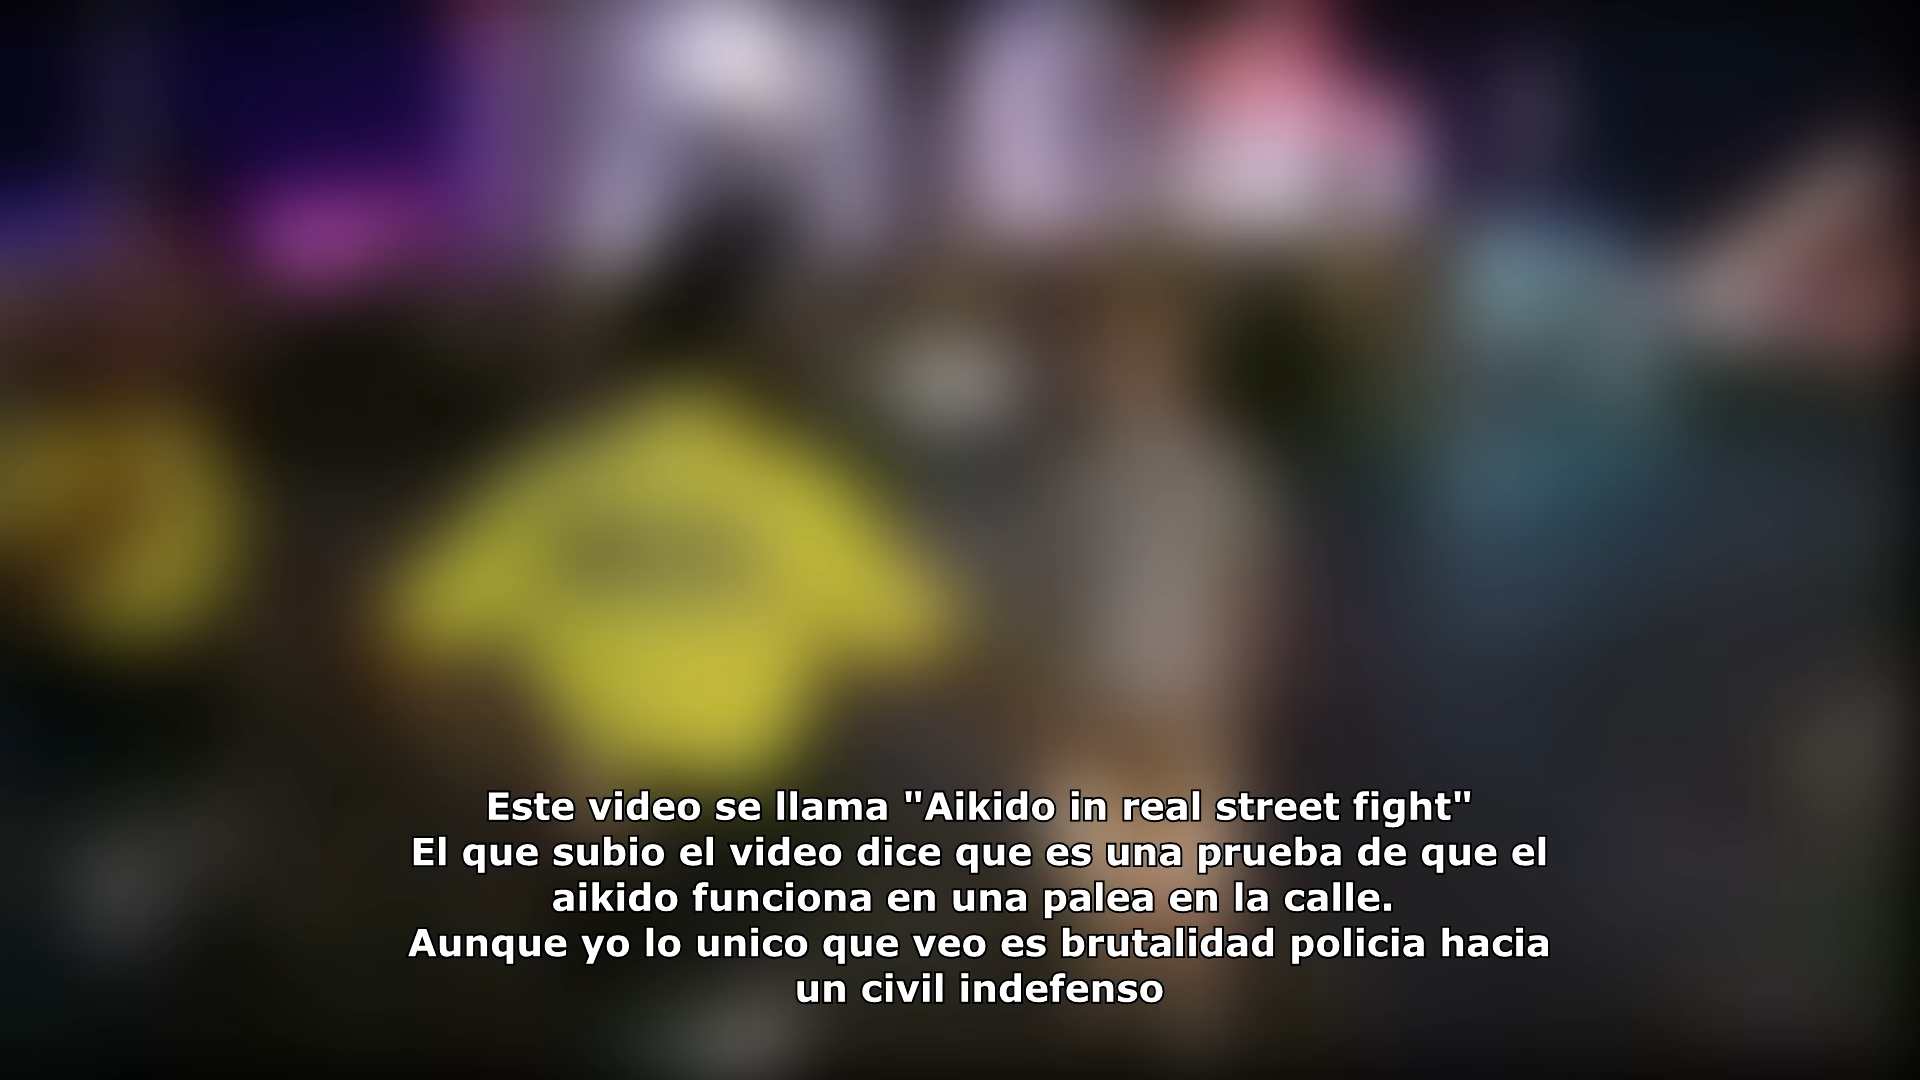 Este video se llama "Aikido in real street fight"
El que subio el video dice que es una prueba de que el
aikido funciona en una palea en la calle.
Aunque yo lo unico que veo es brutalidad policia hacia
un civil indefenso